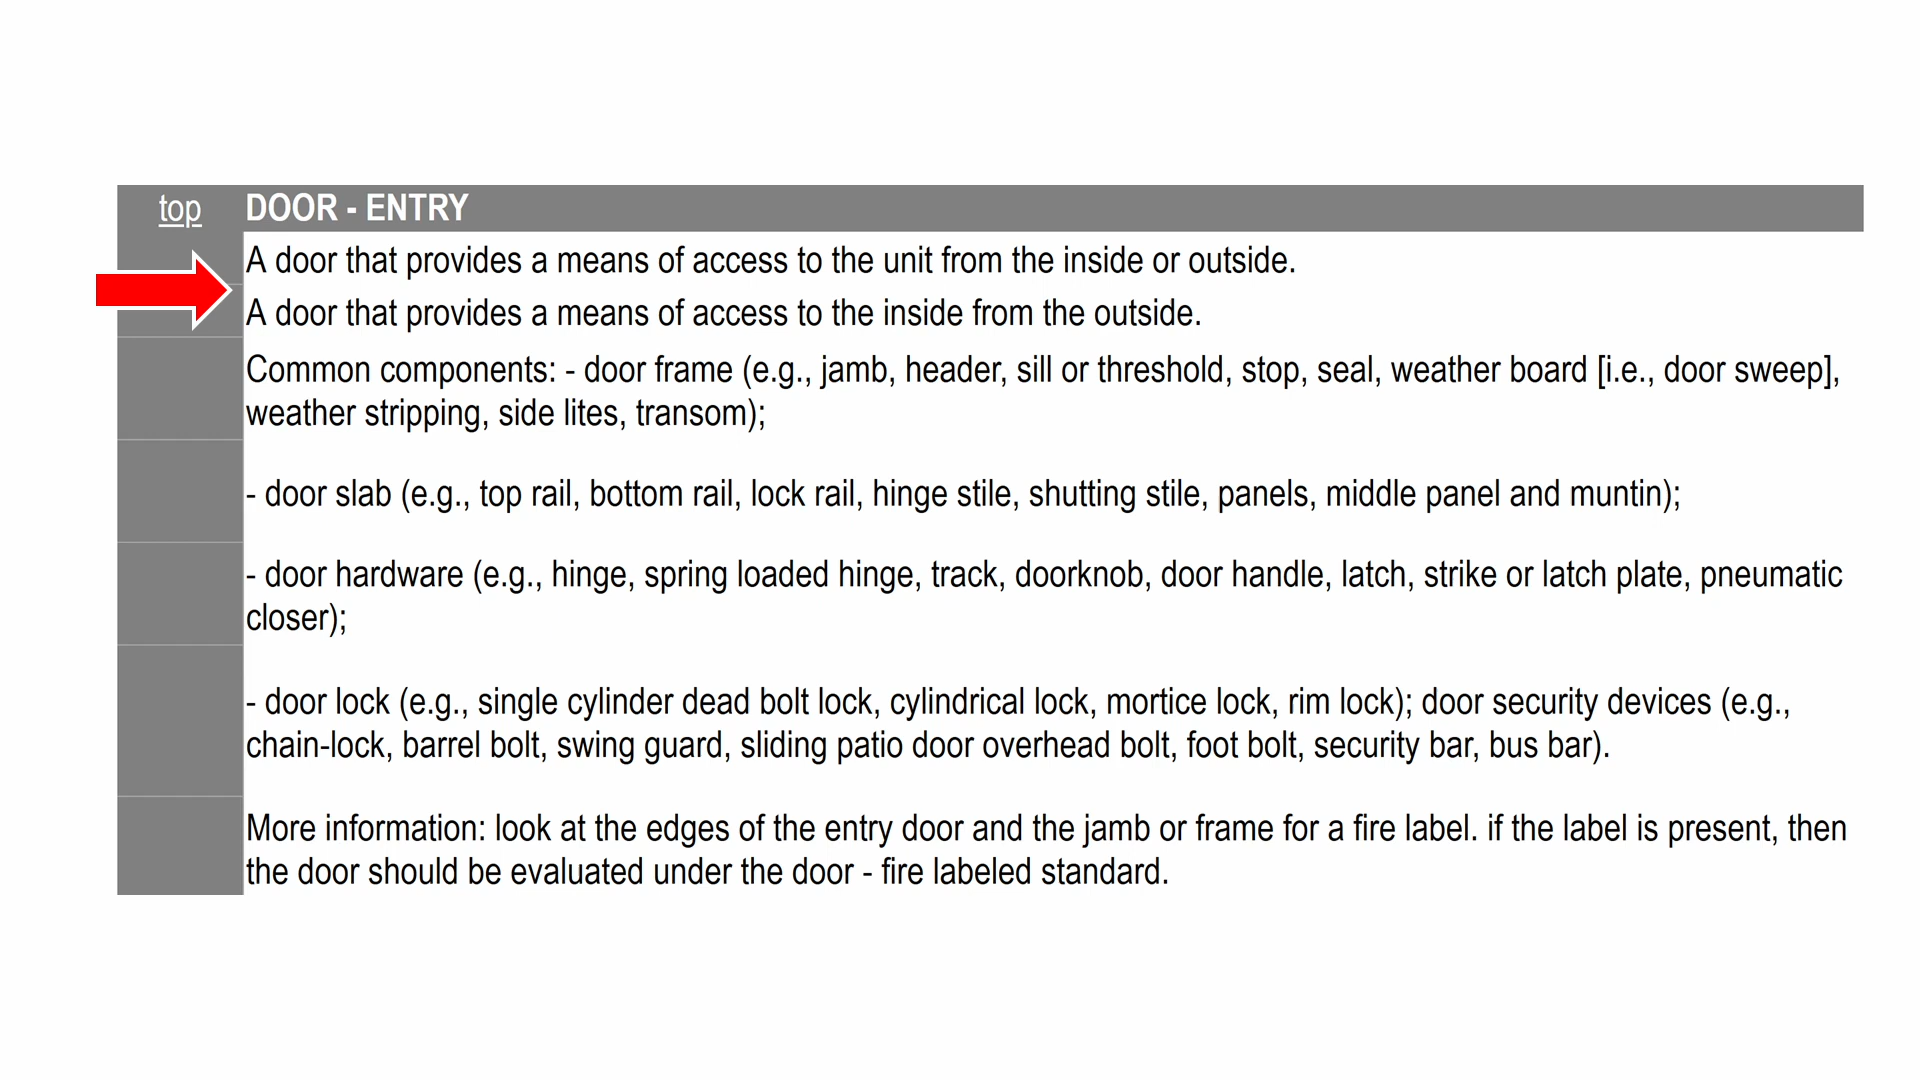 top DOOR - ENTRY
A door that provides a means of access to the unit from the inside or outside.
A door that provides a means of access to the inside from the outside.
Common components: - door frame (e.g., jamb, header, sill or threshold, stop, seal, weather board [i.e., door sweep],
weather stripping, side lites, transom);
- door slab (e.g., top rail, bottom rail, lock rail, hinge stile, shutting stile, panels, middle panel and muntin);
- door hardware (e.g., hinge, spring loaded hinge, track, doorknob, door handle, latch, strike or latch plate, pneumatic
closer);
- door lock (e.g., single cylinder dead bolt lock, cylindrical lock, mortice lock, rim lock); door security devices (e.g.,
chain-lock, barrel bolt, swing guard, sliding patio door overhead bolt, foot bolt, security bar, bus bar).
More information: look at the edges of the entry door and the jamb or frame for a fire label. if the label is present, then
the door should be evaluated under the door - fire labeled standard.